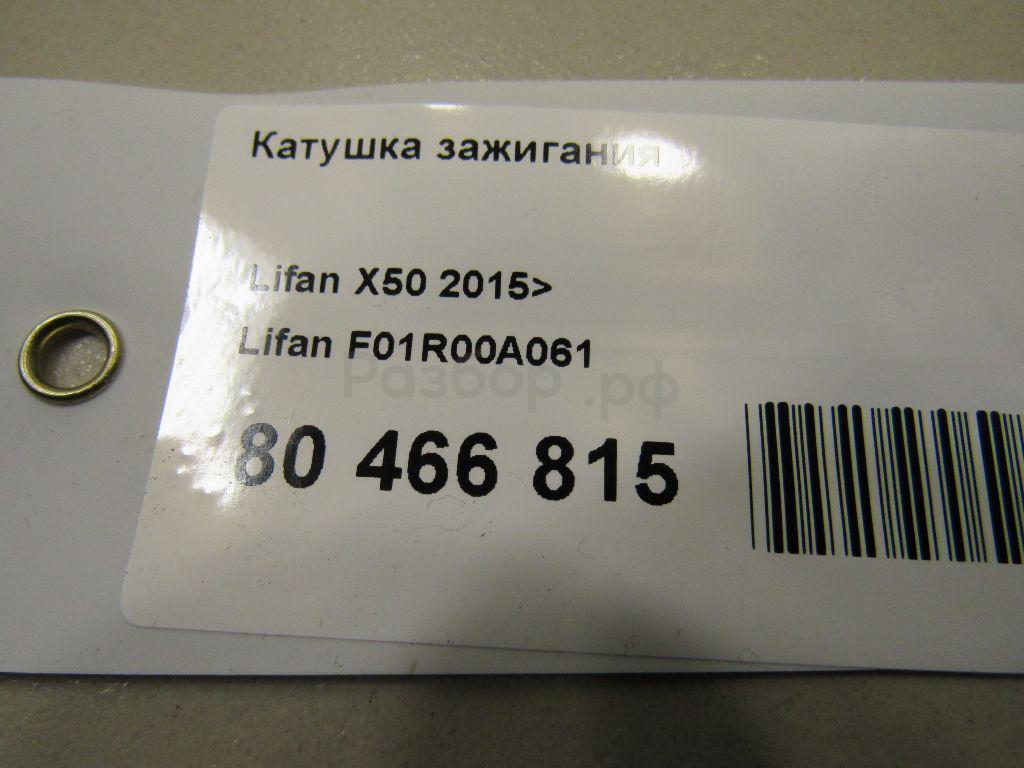 Катушка зажигания
Lifan X50 2015>
Lifan F01R00A061
Разбор.рф
80 466 815